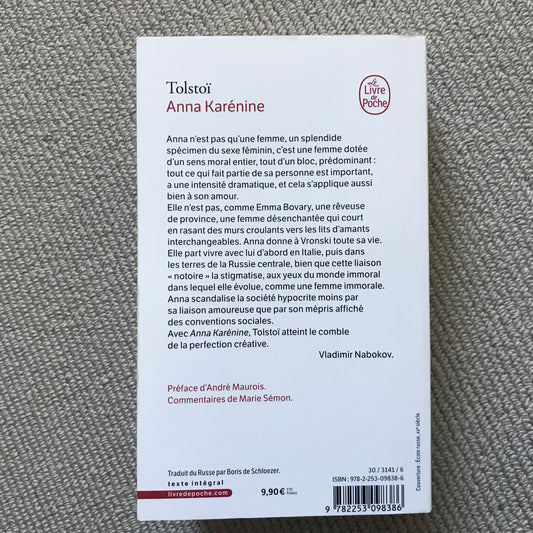 Tolstoï
Anna Karénine
Le
Livre
de
Poche
Anna n'est pas qu'une femme, un splendide
spécimen du sexe féminin, c'est une femme dotée
d'un sens moral entier, tout d'un bloc, prédominant :
tout ce qui fait partie de sa personne est important,
a une intensité dramatique, et cela s'applique aussi
bien à son amour.
Elle n'est pas, comme Emma Bovary, une rêveuse
de province, une femme désenchantée qui court
en rasant des murs croulants vers les lits d'amants
interchangeables. Anna donne à Vronski toute sa vie.
Elle part vivre avec lui d'abord en Italie, puis dans
les terres de la Russie centrale, bien que cette liaison
« notoire » la stigmatise, aux yeux du monde immoral
dans lequel elle évolue, comme une femme immorale.
Anna scandalise la société hypocrite moins par
sa liaison amoureuse que par son mépris affiché
des conventions sociales.
Avec Anna Karénine, Tolstoï atteint le comble
de la perfection créative.
Vladimir Nabokov.
Préface d'André Maurois.
Commentaires de Marie Sémon.
Traduit du Russe par Boris de Schloezer.
texte intégral
livredepoche.com
9,90 € TTC
France
30 / 3141 / 6
ISBN : 978-2-253-09838-6
9 782253 098386
Couverture : École russe, XXe siècle.